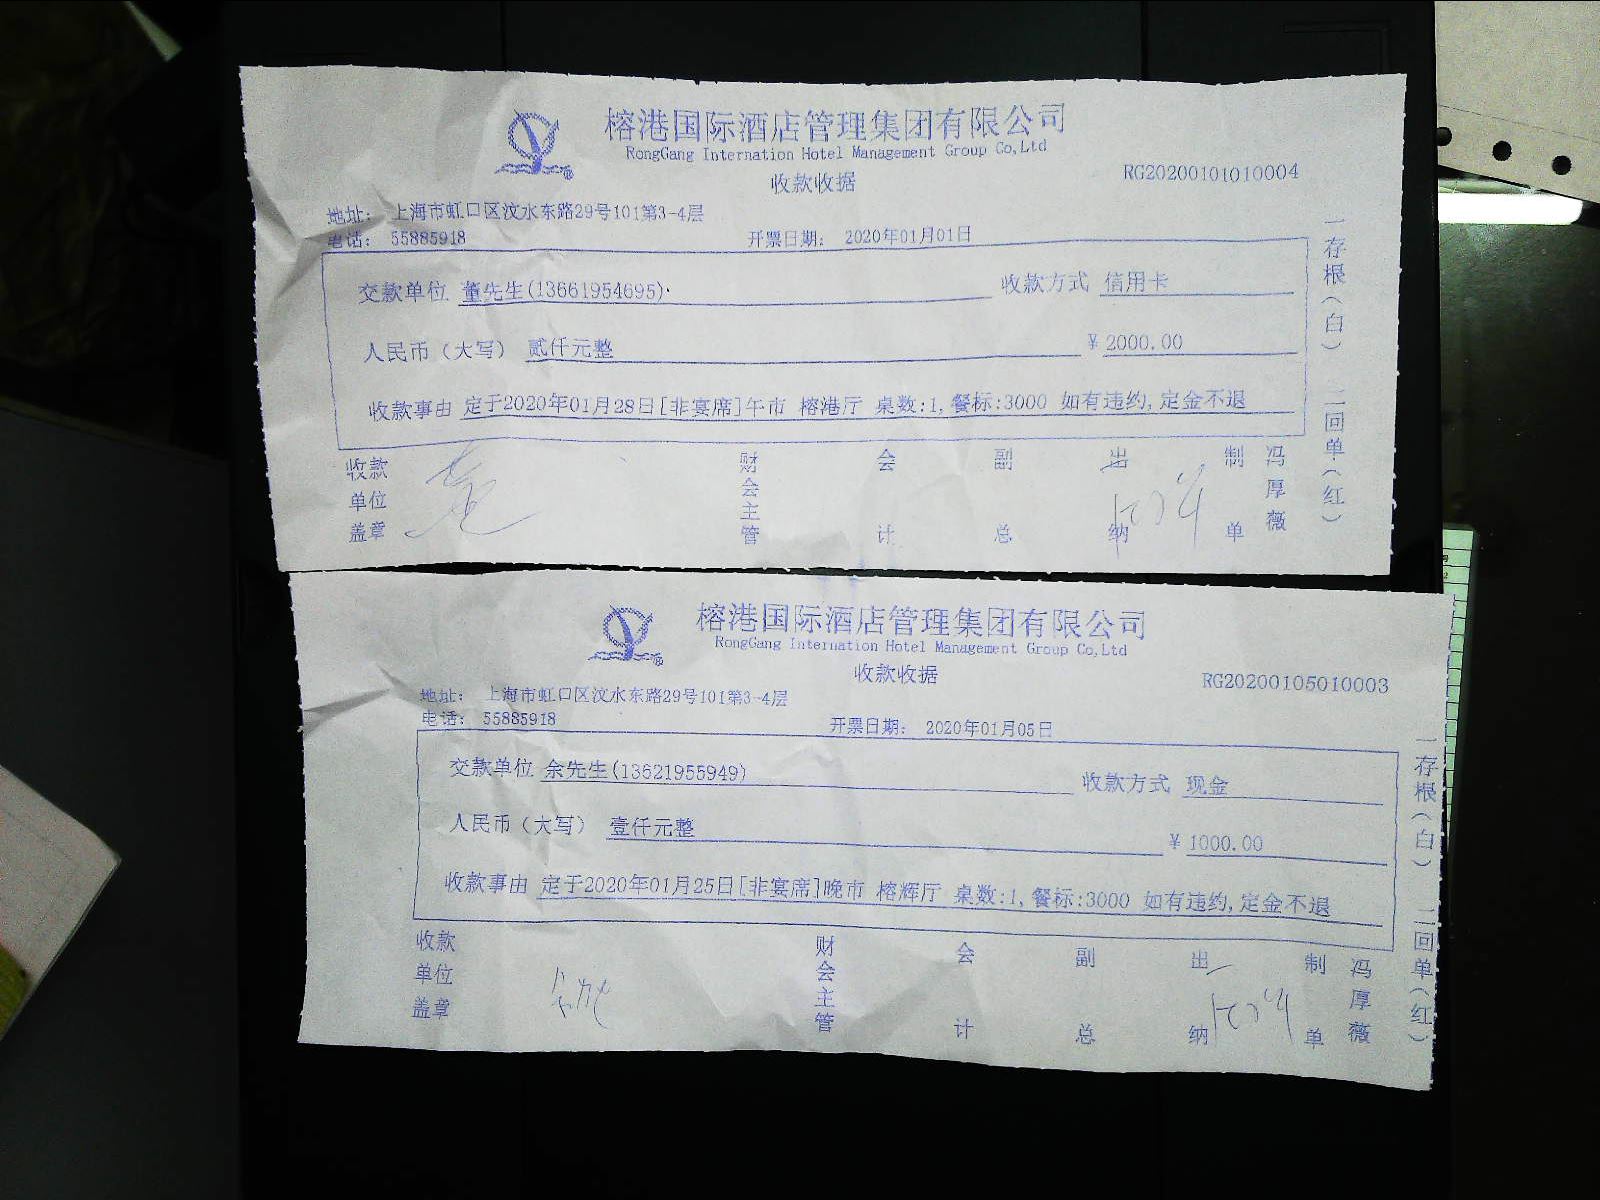 榕港国际酒店管理集团有限公司
RongGang Internation Hotel Management Group Co,Ltd
收款收据
RG20200101010004
地址： 上海市虹口区汶水东路29号101第3-4层
电话： 55885918 开票日期： 2020年01月01日
交款单位 董先生(13661954695) 收款方式 信用卡
人民币（大写） 贰仟元整 ￥2000.00
收款事由 定于2020年01月28日[非宴席]午市 榕港厅 桌数:1,餐标:3000 如有违约,定金不退
收款单位盖章 财会主管 会计 副总 出纳 制单 冯厚薇
一存根（白） 二回单（红）
榕港国际酒店管理集团有限公司
RongGang Internation Hotel Management Group Co,Ltd
收款收据
RG20200105010003
地址： 上海市虹口区汶水东路29号101第3-4层
电话： 55885918 开票日期： 2020年01月05日
交款单位 余先生(13621955949) 收款方式 现金
人民币（大写） 壹仟元整 ￥1000.00
收款事由 定于2020年01月25日[非宴席]晚市 榕辉厅 桌数:1,餐标:3000 如有违约,定金不退
收款单位盖章 财会主管 会计 副总 出纳 制单 冯厚薇
一存根（白） 二回单（红）